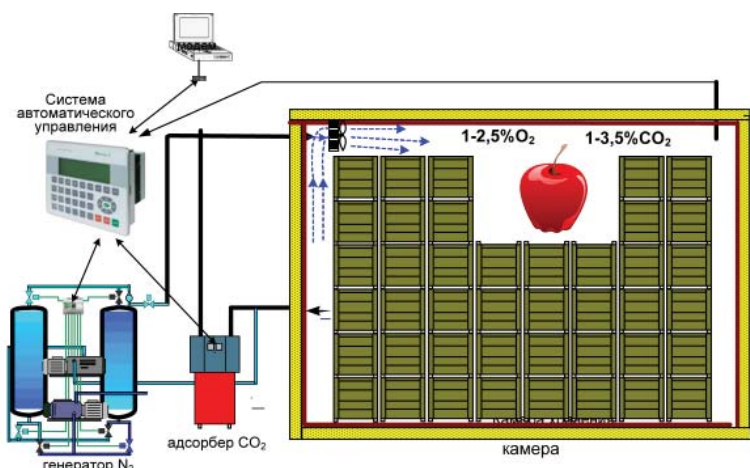 модем
Система
автоматического
управления
1-2,5%O₂
1-3,5%CO₂
адсорбер CO₂
генератор N₂
камера